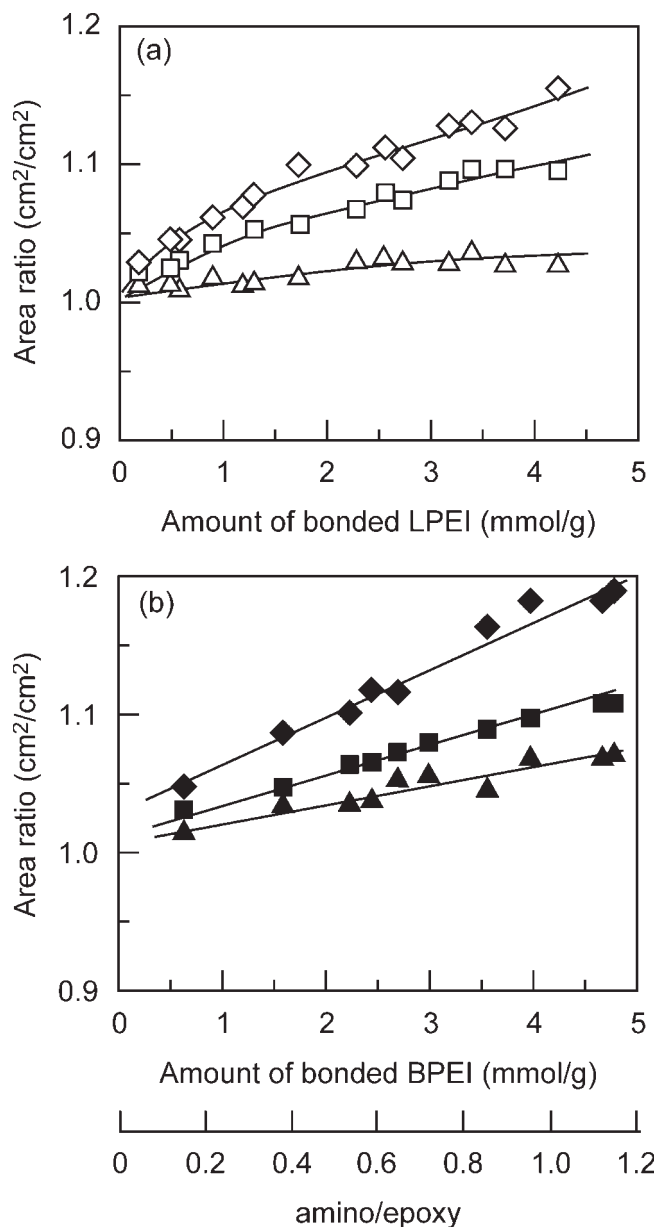 (a)
1.2
1.1
1.0
0.9
Area ratio (cm²/cm²)
0 1 2 3 4 5
Amount of bonded LPEI (mmol/g)
(b)
1.2
1.1
1.0
0.9
Area ratio (cm²/cm²)
0 1 2 3 4 5
Amount of bonded BPEI (mmol/g)
0 0.2 0.4 0.6 0.8 1.0 1.2
amino/epoxy